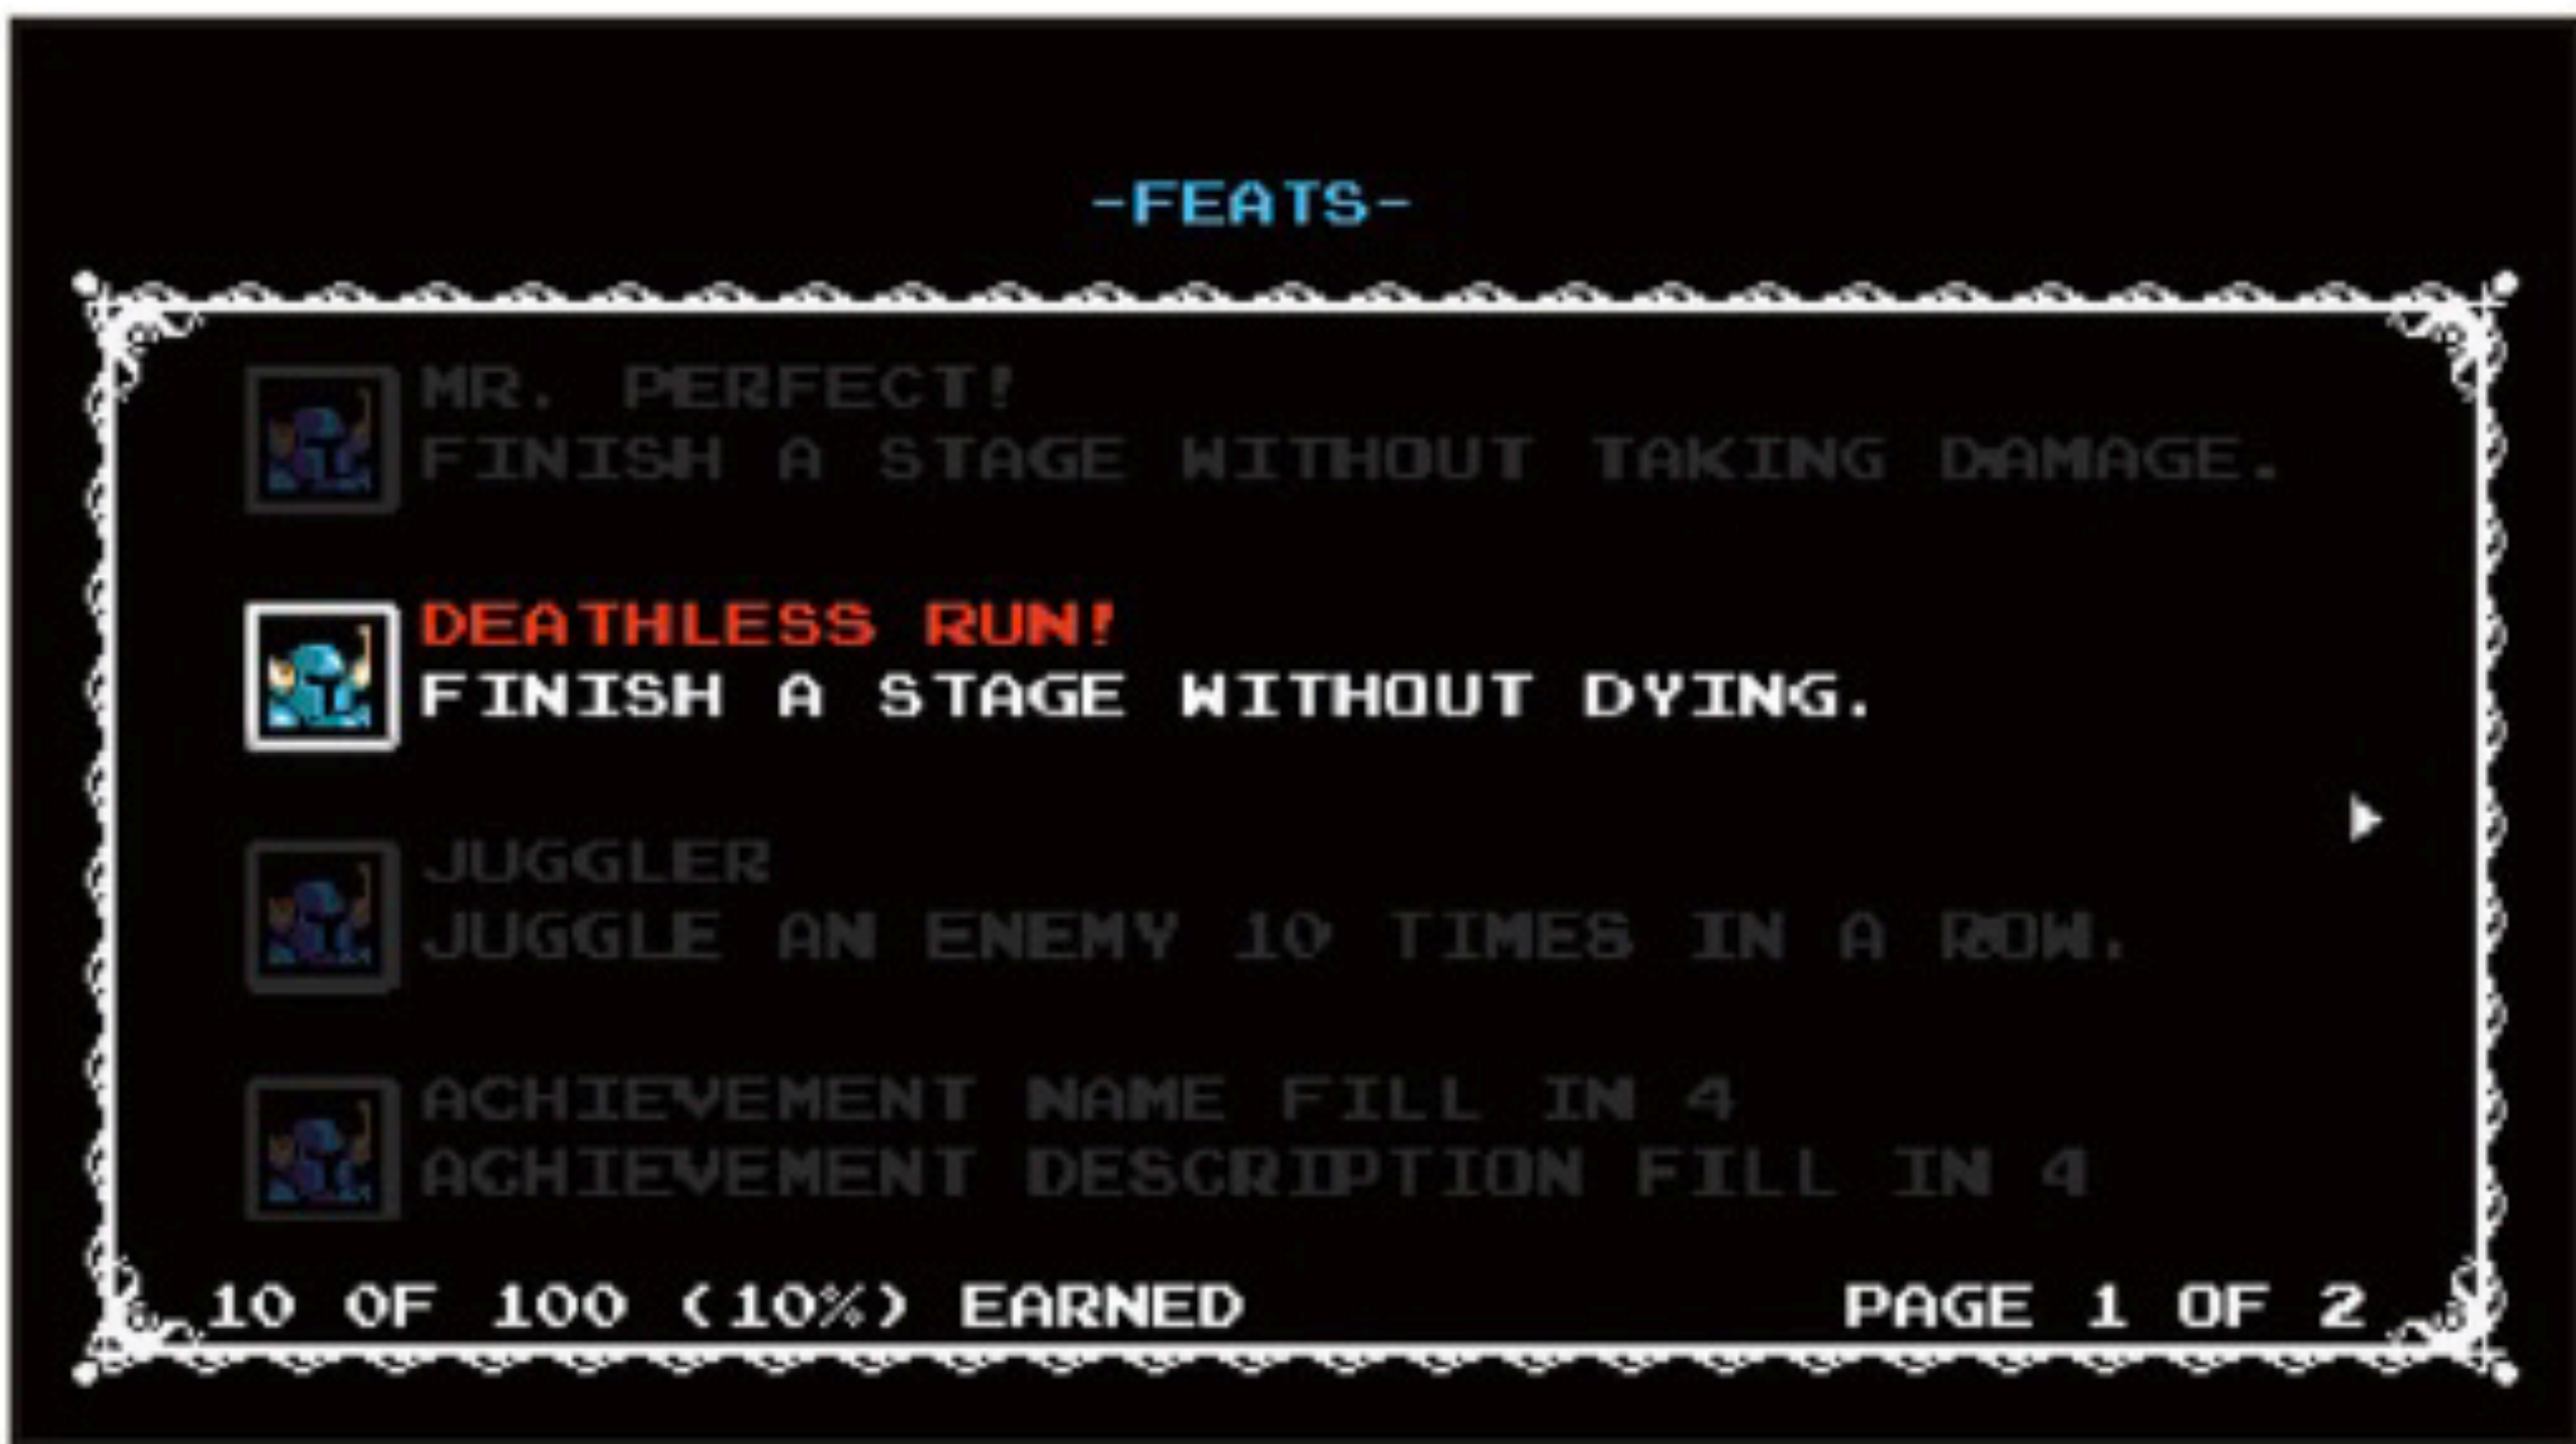 -FEATS-
MR. PERFECT!
FINISH A STAGE WITHOUT TAKING DAMAGE.
DEATHLESS RUN!
FINISH A STAGE WITHOUT DYING.
JUGGLER
JUGGLE AN ENEMY 10 TIMES IN A ROW.
ACHIEVEMENT NAME FILL IN 4
ACHIEVEMENT DESCRIPTION FILL IN 4
10 OF 100 (10%) EARNED
PAGE 1 OF 2